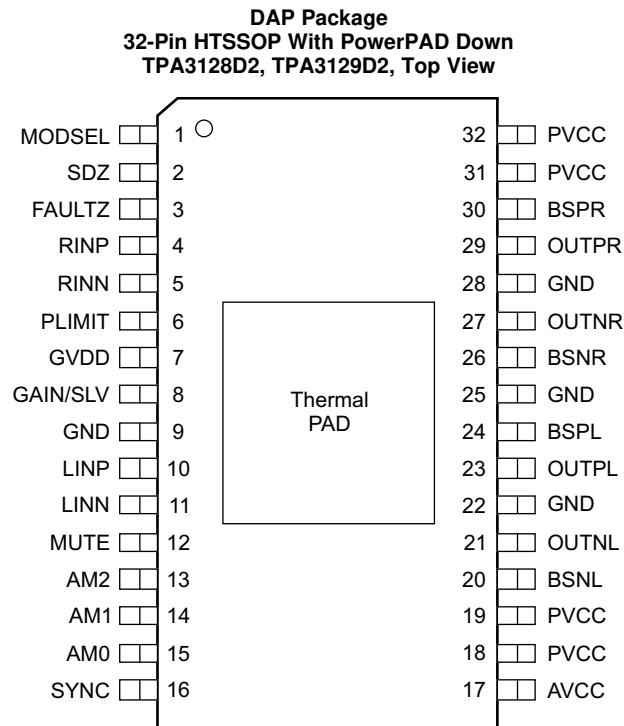 DAP Package
32-Pin HTSSOP With PowerPAD Down
TPA3128D2, TPA3129D2, Top View
MODSEL 1 32 PVCC
SDZ 2 31 PVCC
FAULTZ 3 30 BSPR
RINP 4 29 OUTPR
RINN 5 28 GND
PLIMIT 6 27 OUTNR
GVDD 7 26 BSNR
GAIN/SLV 8 25 GND
GND 9 24 BSPL
LINP 10 23 OUTPL
LINN 11 22 GND
MUTE 12 21 OUTNL
AM2 13 20 BSNL
AM1 14 19 PVCC
AM0 15 18 PVCC
SYNC 16 17 AVCC
Thermal
PAD